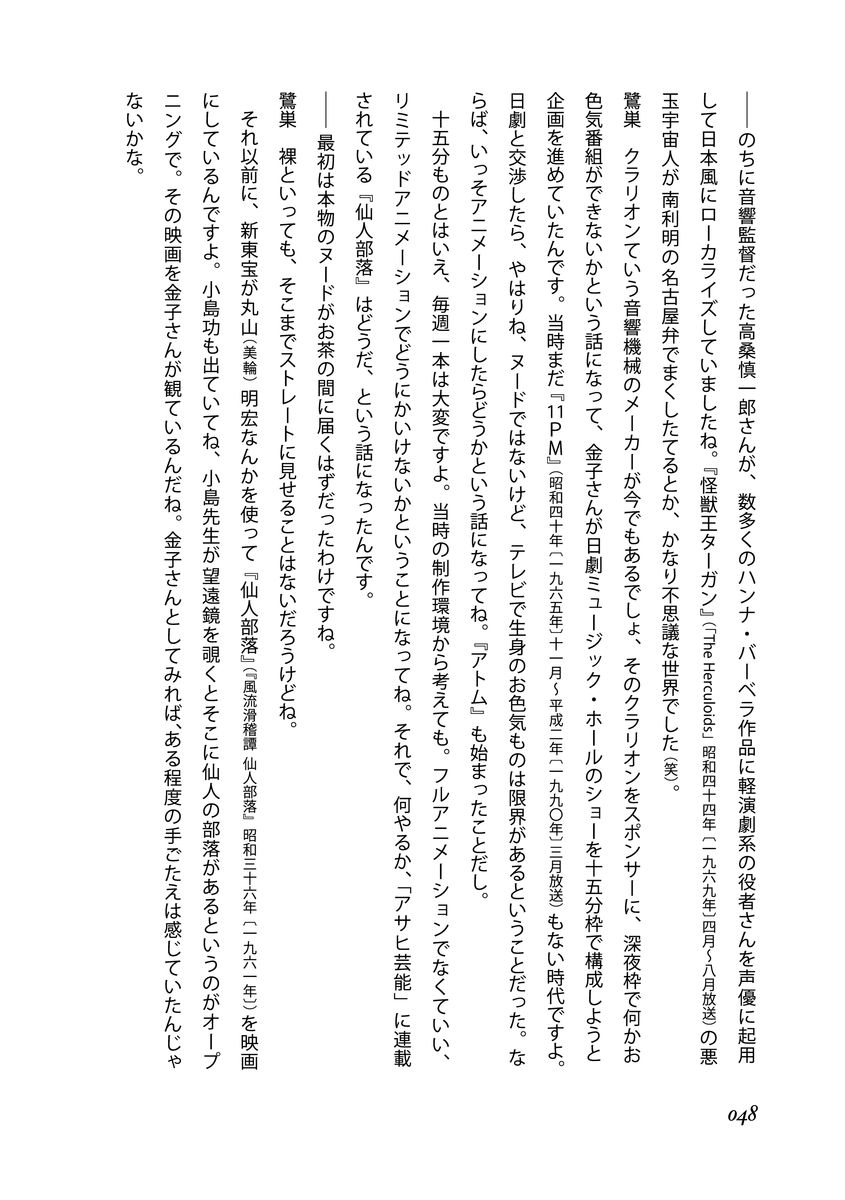 ――のちに音響監督だった高桑慎一郎さんが、数多くのハンナ・バーベラ作品に軽演劇系の役者さんを声優に起用
して日本風にローカライズしていましたね。『怪獣王ターガン』(「The Herculoids」昭和四十四年〔一九六九年〕四月〜八月放送)の悪
玉宇宙人が南利明の名古屋弁でまくしたてるとか、かなり不思議な世界でした(笑)。
鷺巣　クラリオンていう音響機械のメーカーが今でもあるでしょ、そのクラリオンをスポンサーに、深夜枠で何かお
色気番組ができないかという話になって、金子さんが日劇ミュージック・ホールのショーを十五分枠で構成しようと
企画を進めていたんです。当時まだ『11PM』(昭和四十年〔一九六五年〕十一月〜平成二年〔一九九〇年〕三月放送)もない時代ですよ。
日劇と交渉したら、やはりね、ヌードではないけど、テレビで生身のお色気ものは限界があるということだった。な
らば、いっそアニメーションにしたらどうかという話になってね。『アトム』も始まったことだし。
　十五分ものとはいえ、毎週一本は大変ですよ。当時の制作環境から考えても。フルアニメーションでなくていい、
リミテッドアニメーションでどうにかいけないかということになってね。それで、何やるか、「アサヒ芸能」に連載
されている『仙人部落』はどうだ、という話になったんです。
――最初は本物のヌードがお茶の間に届くはずだったわけですね。
鷺巣　裸といっても、そこまでストレートに見せることはないだろうけどね。
　それ以前に、新東宝が丸山(美輪)明宏なんかを使って『仙人部落』(『風流滑稽譚 仙人部落』昭和三十六年〔一九六一年〕)を映画
にしているんですよ。小島功も出ていてね、小島先生が望遠鏡を覗くとそこに仙人の部落があるというのがオープ
ニングで。その映画を金子さんが観ているんだね。金子さんとしてみれば、ある程度の手ごたえは感じていたんじゃ
ないかな。
048